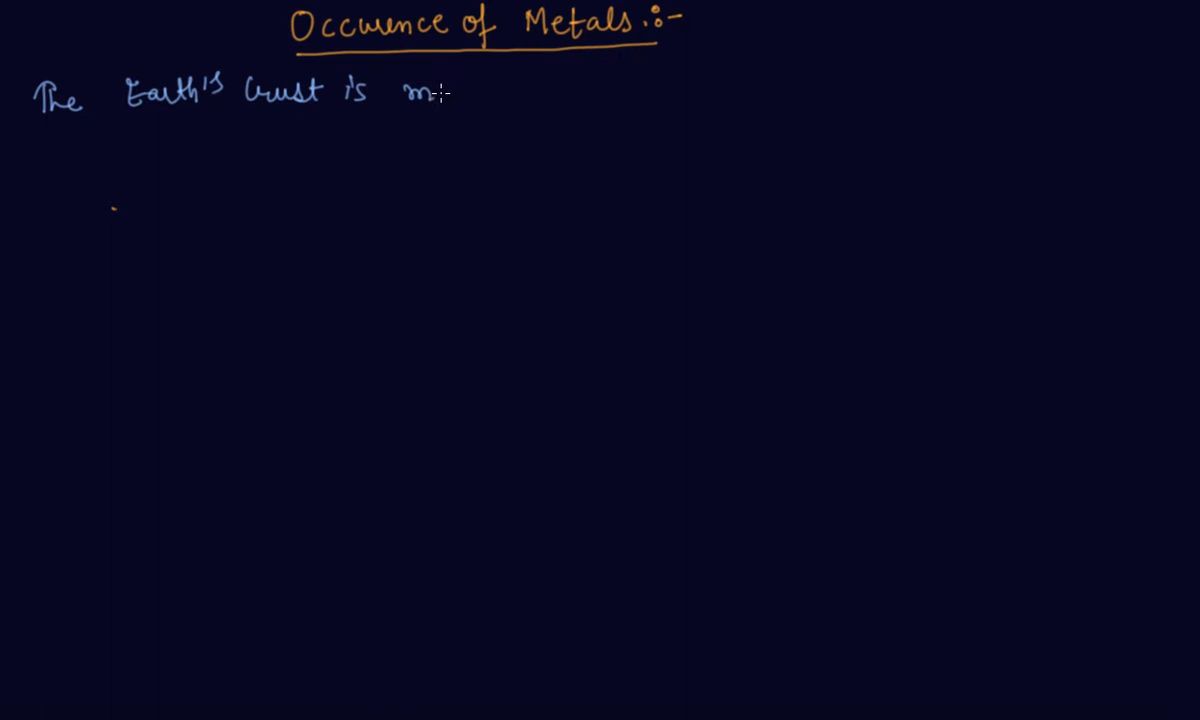 Occurence of Metals :-
The Earth's Crust is m